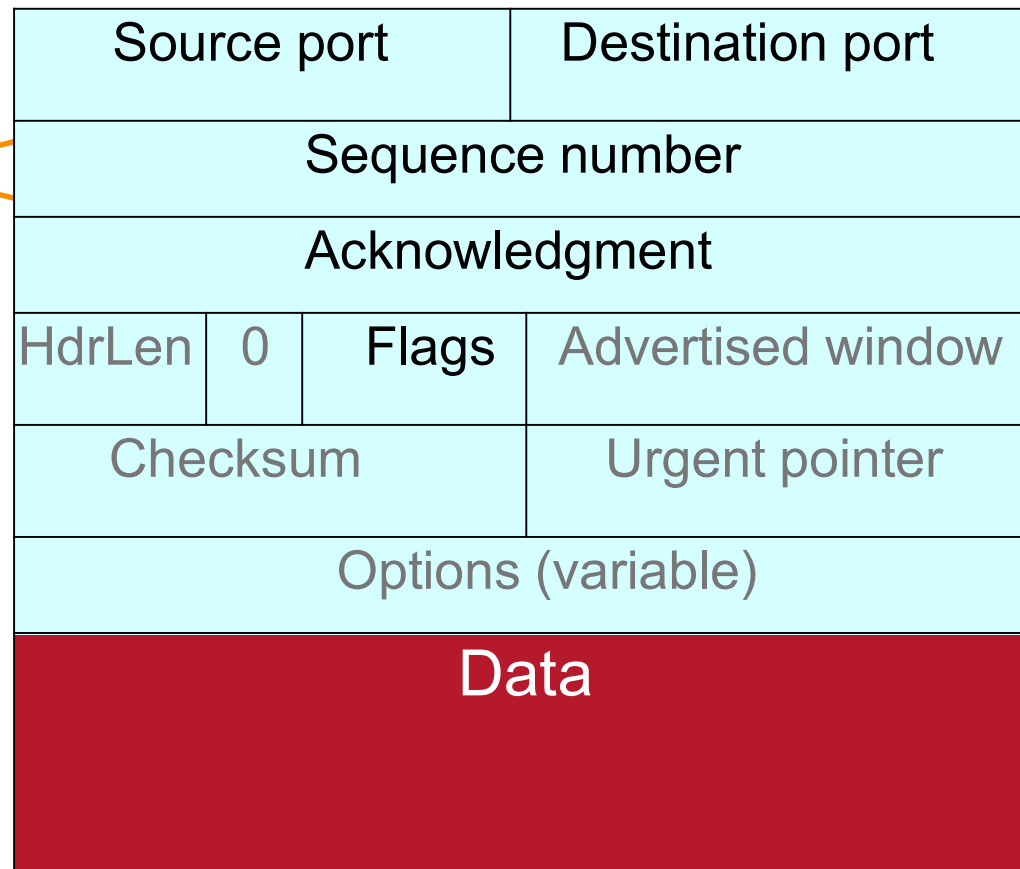 Source port Destination port
Sequence number
Acknowledgment
HdrLen 0 Flags Advertised window
Checksum Urgent pointer
Options (variable)
Data